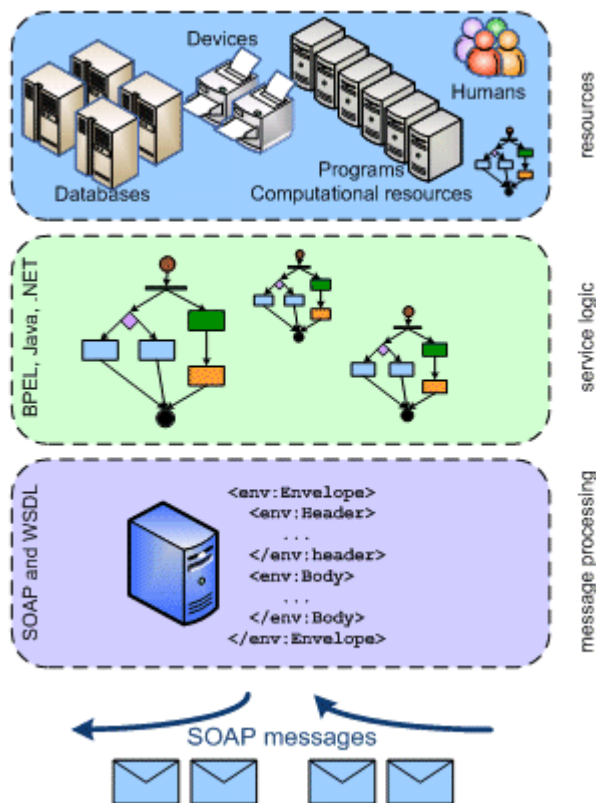 Devices
Humans
Programs
Databases
Computational resources
resources
BPEL, Java, .NET
service logic
SOAP and WSDL
<env:Envelope>
<env:Header>
...
</env:header>
<env:Body>
...
</env:Body>
</env:Envelope>
message processing
SOAP messages